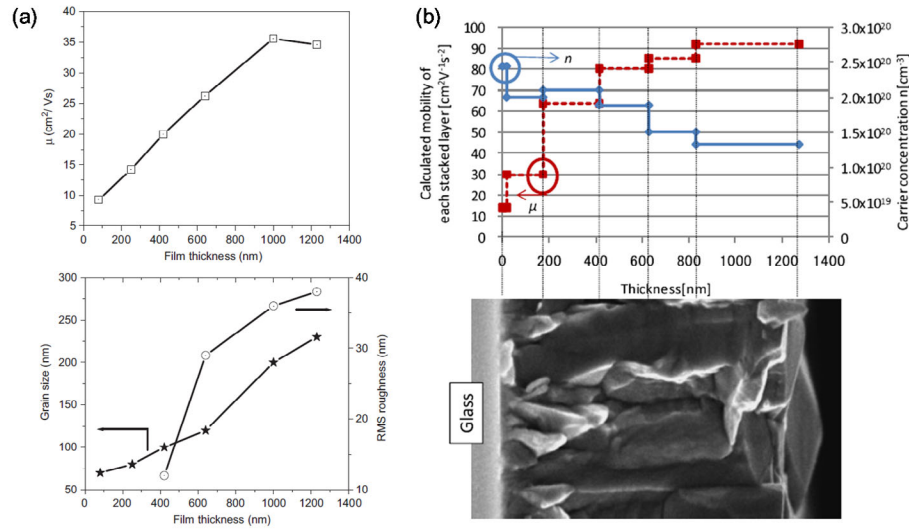 (a)
40
35
30
25
20
15
10
5
μ (cm²/ Vs)
0 200 400 600 800 1000 1200 1400
Film thickness (nm)
300
250
200
150
100
50
Grain size (nm)
40
30
20
10
RMS roughness (nm)
0 200 400 600 800 1000 1200 1400
Film thickness (nm)
(b)
Calculated mobility of
each stacked layer [cm²V⁻¹s⁻²]
100
90
80
70
60
50
40
30
20
10
0
n
μ
3.0x10²⁰
2.5x10²⁰
2.0x10²⁰
1.5x10²⁰
1.0x10²⁰
5.0x10¹⁹
0
Carrier concentration n[cm⁻³]
0 200 400 600 800 1000 1200 1400
Thickness[nm]
Glass